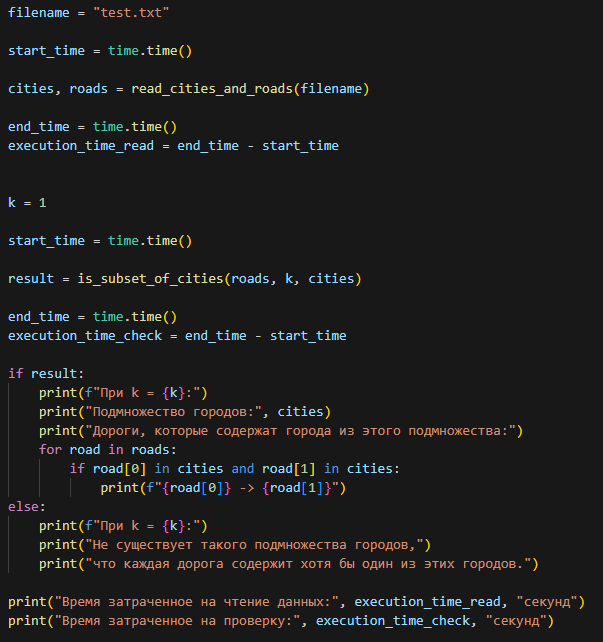 filename = "test.txt"
start_time = time.time()
cities, roads = read_cities_and_roads(filename)
end_time = time.time()
execution_time_read = end_time - start_time
k = 1
start_time = time.time()
result = is_subset_of_cities(roads, k, cities)
end_time = time.time()
execution_time_check = end_time - start_time
if result:
    print(f"При k = {k}:")
    print("Подмножество городов:", cities)
    print("Дороги, которые содержат города из этого подмножества:")
    for road in roads:
        if road[0] in cities and road[1] in cities:
            print(f"{road[0]} -> {road[1]}")
else:
    print(f"При k = {k}:")
    print("Не существует такого подмножества городов,")
    print("что каждая дорога содержит хотя бы один из этих городов.")
print("Время затраченное на чтение данных:", execution_time_read, "секунд")
print("Время затраченное на проверку:", execution_time_check, "секунд")